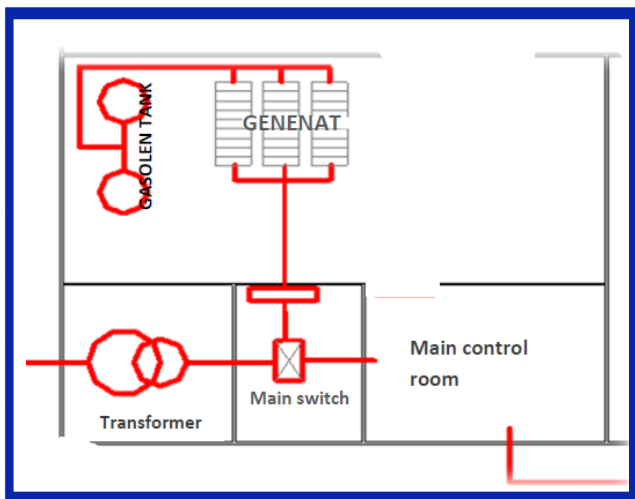 GASOLEN TANK
GENENAT
Main control
room
Main switch
Transformer